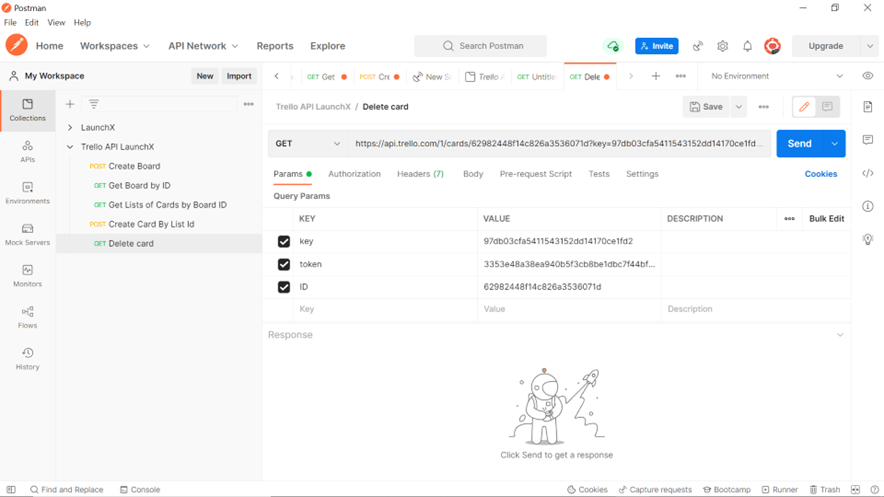 Postman
File Edit View Help
Home Workspaces API Network Reports Explore Search Postman Invite Upgrade
My Workspace New Import GET Get POST Cre New S Trello A GET Untitle GET Dele No Environment
Trello API LaunchX / Delete card Save
Collections
APIs
Environments
Mock Servers
Monitors
Flows
History
LaunchX
Trello API LaunchX
POST Create Board
GET Get Board by ID
GET Get Lists of Cards by Board ID
POST Create Card By List Id
GET Delete card
GET https://api.trello.com/1/cards/62982448f14c826a3536071d?key=97db03cfa5411543152dd14170ce1fd... Send
Params Authorization Headers (7) Body Pre-request Script Tests Settings Cookies
Query Params
KEY VALUE DESCRIPTION Bulk Edit
key 97db03cfa5411543152dd14170ce1fd2
token 3353e48a38ea940b5f3cb8be1dbc7f44bf...
ID 62982448f14c826a3536071d
Key Value Description
Response
Click Send to get a response
Find and Replace Console Cookies Capture requests Bootcamp Runner Trash